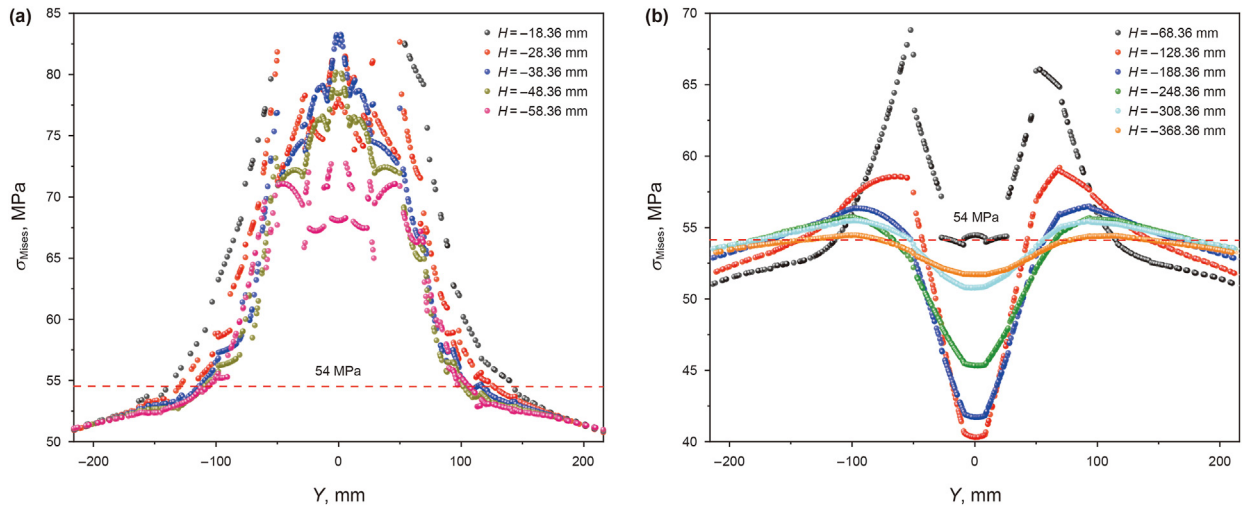 (a)
85
80
75
70
65
60
55
50
σMises, MPa
H = −18.36 mm
H = −28.36 mm
H = −38.36 mm
H = −48.36 mm
H = −58.36 mm
54 MPa
−200 −100 0 100 200
Y, mm
(b)
70
65
60
55
50
45
40
σMises, MPa
H = −68.36 mm
H = −128.36 mm
H = −188.36 mm
H = −248.36 mm
H = −308.36 mm
H = −368.36 mm
54 MPa
−200 −100 0 100 200
Y, mm